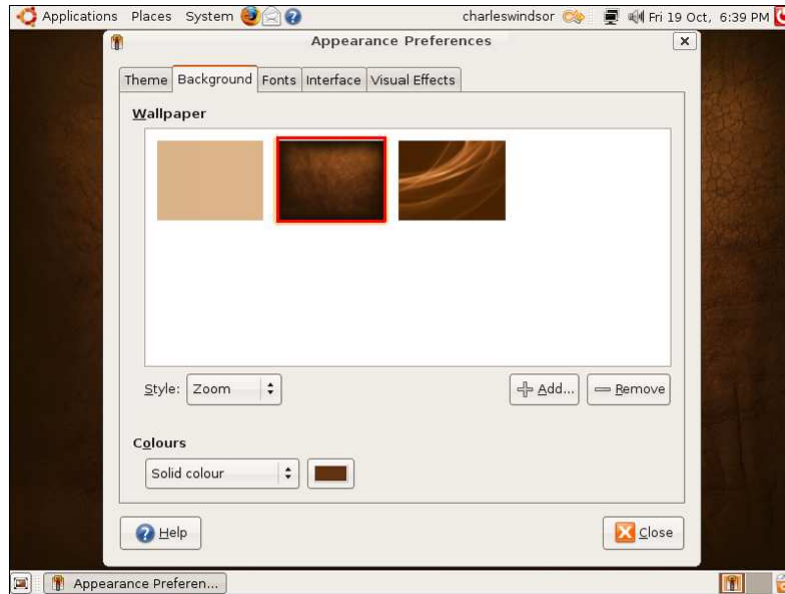 Applications Places System charleswindsor Fri 19 Oct, 6:39 PM
Appearance Preferences
Theme Background Fonts Interface Visual Effects
Wallpaper
Style: Zoom Add... Remove
Colours
Solid colour
Help Close
Appearance Preferen...